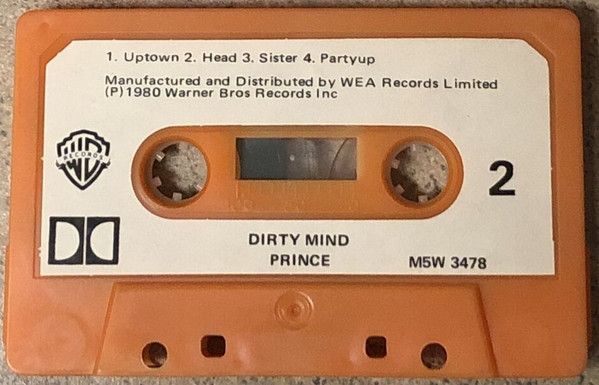 1. Uptown 2. Head 3. Sister 4. Partyup
Manufactured and Distributed by WEA Records Limited
(P)1980 Warner Bros Records Inc
RECORDS
2
DIRTY MIND
PRINCE
M5W 3478